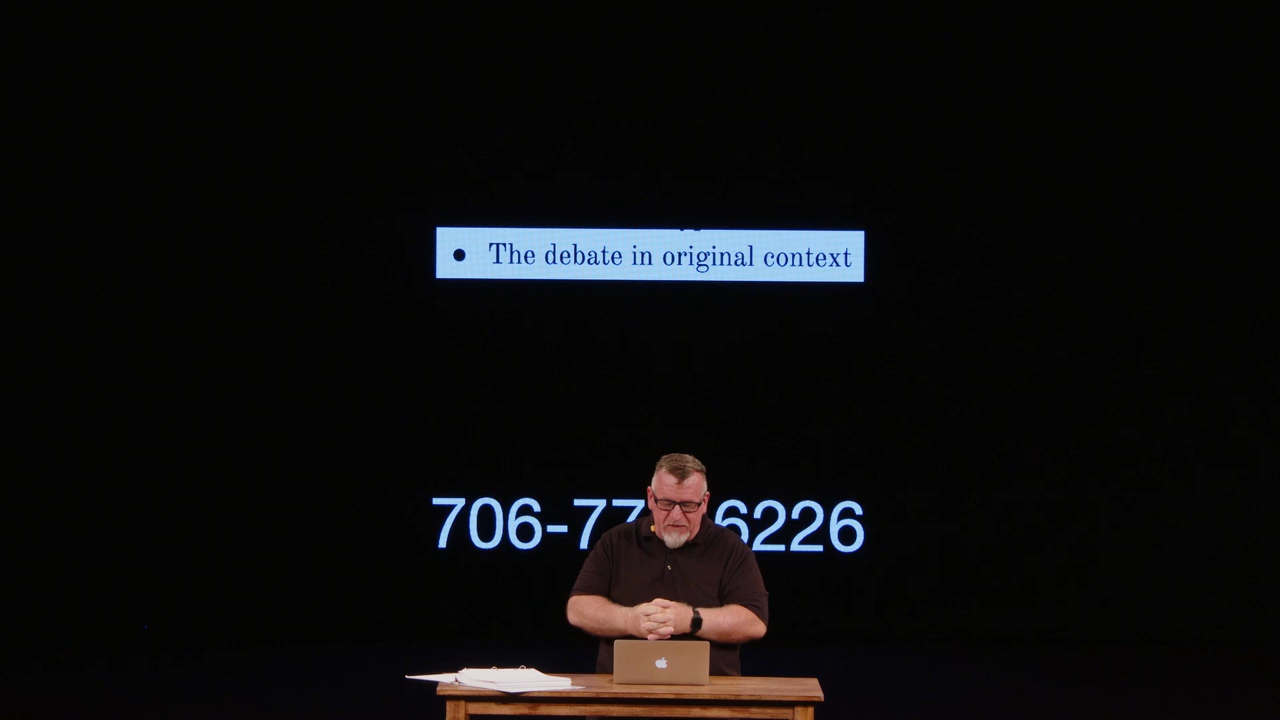 • The debate in original context
706-77 6226